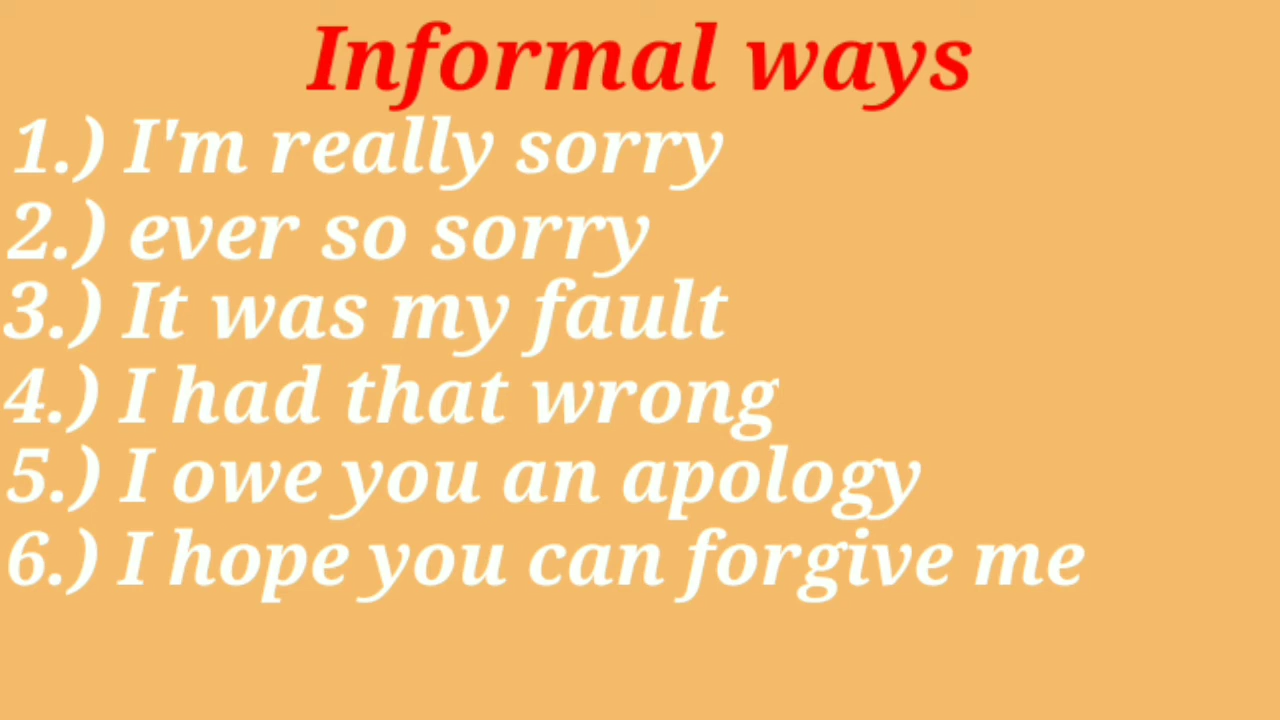 Informal ways
1.) I'm really sorry
2.) ever so sorry
3.) It was my fault
4.) I had that wrong
5.) I owe you an apology
6.) I hope you can forgive me